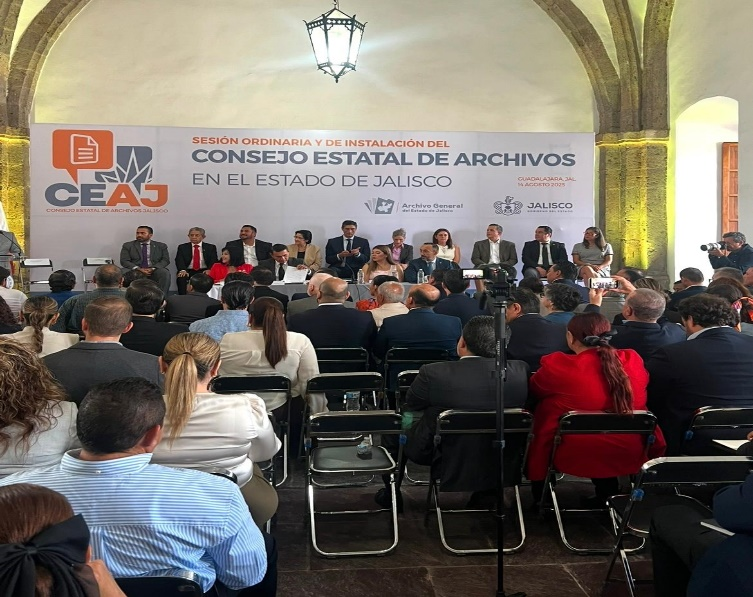 CEAJ
CONSEJO ESTATAL DE ARCHIVOS JALISCO
SESIÓN ORDINARIA Y DE INSTALACIÓN DEL
CONSEJO ESTATAL DE ARCHIVOS
EN EL ESTADO DE JALISCO
GUADALAJARA, JAL
14 AGOSTO 2023
Archivo General
del Estado de Jalisco
JALISCO
GOBIERNO DEL ESTADO